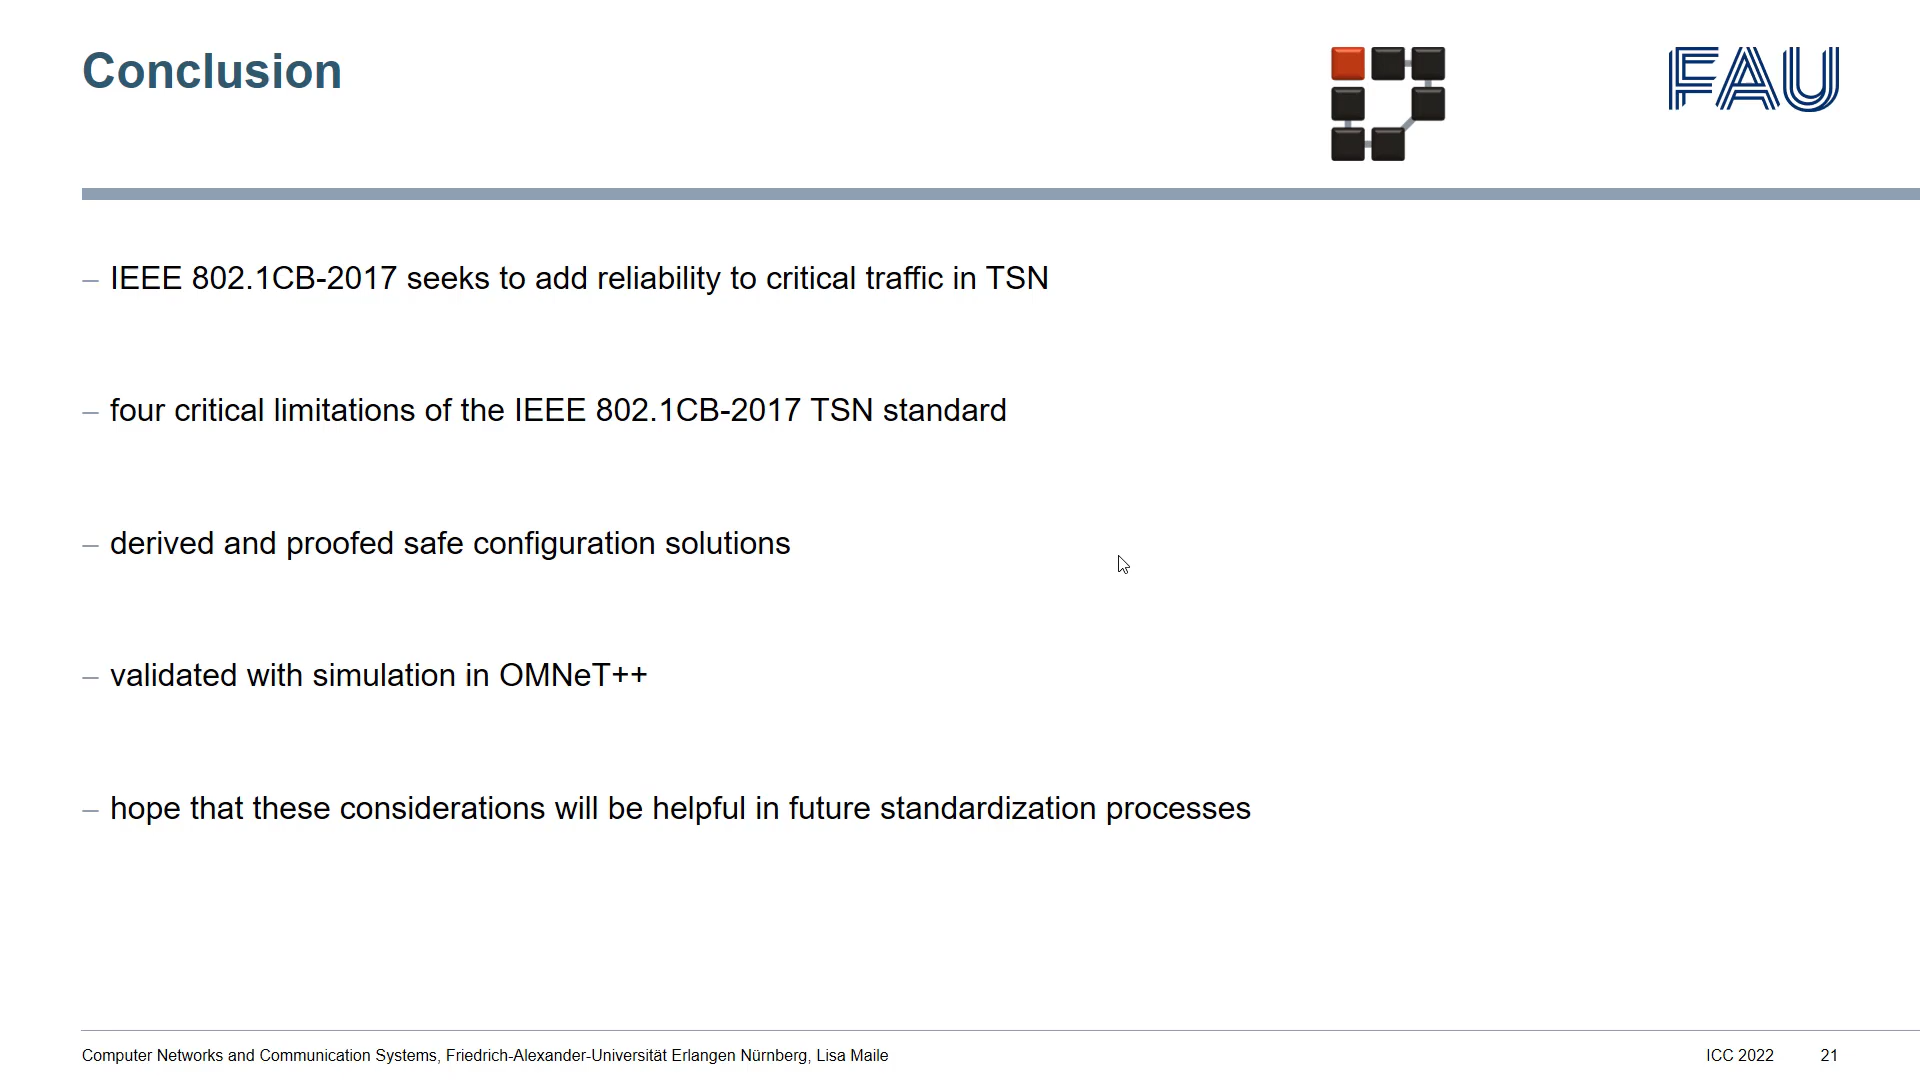 Conclusion
FAU
– IEEE 802.1CB-2017 seeks to add reliability to critical traffic in TSN
– four critical limitations of the IEEE 802.1CB-2017 TSN standard
– derived and proofed safe configuration solutions
– validated with simulation in OMNeT++
– hope that these considerations will be helpful in future standardization processes
Computer Networks and Communication Systems, Friedrich-Alexander-Universität Erlangen Nürnberg, Lisa Maile
ICC 2022 21